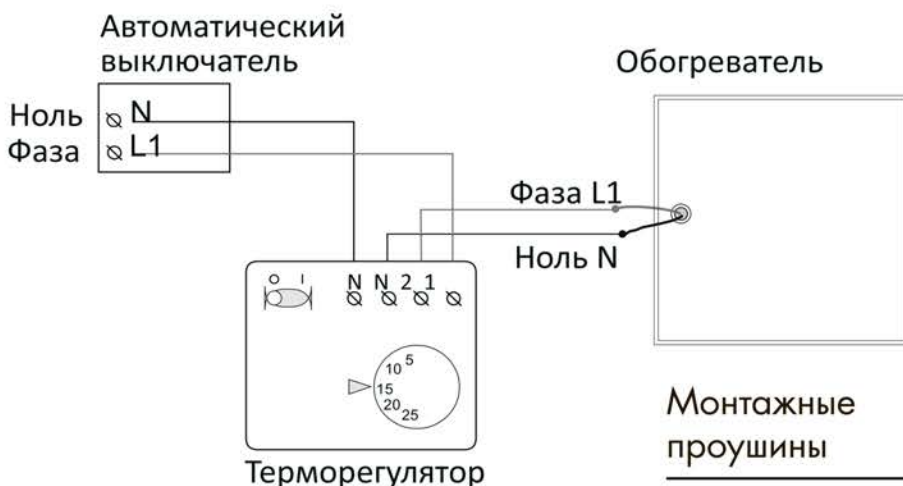 Автоматический
выключатель
Обогреватель
Ноль
N
Фаза
L1
Фаза L1
Ноль N
O I
N N 2 1
5
10
15
20
25
Терморегулятор
Монтажные
проушины